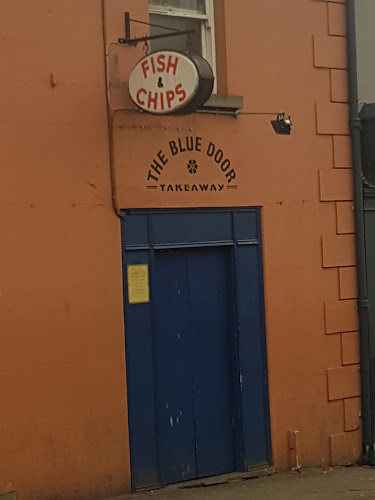 FISH
&
CHIPS
THE BLUE DOOR
TAKEAWAY